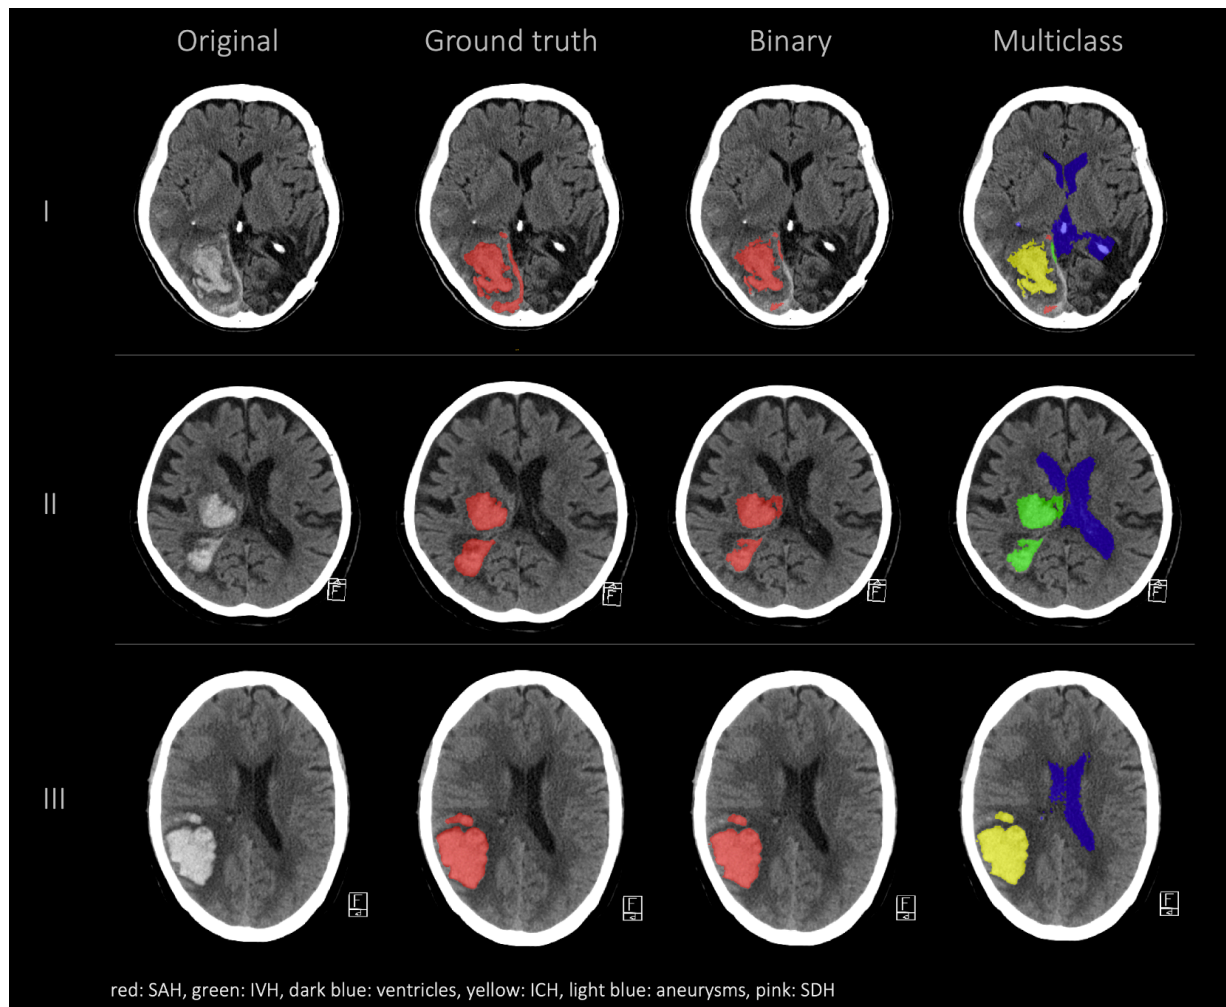 Original Ground truth Binary Multiclass
I
II
F F F F
III
F F F F
red: SAH, green: IVH, dark blue: ventricles, yellow: ICH, light blue: aneurysms, pink: SDH